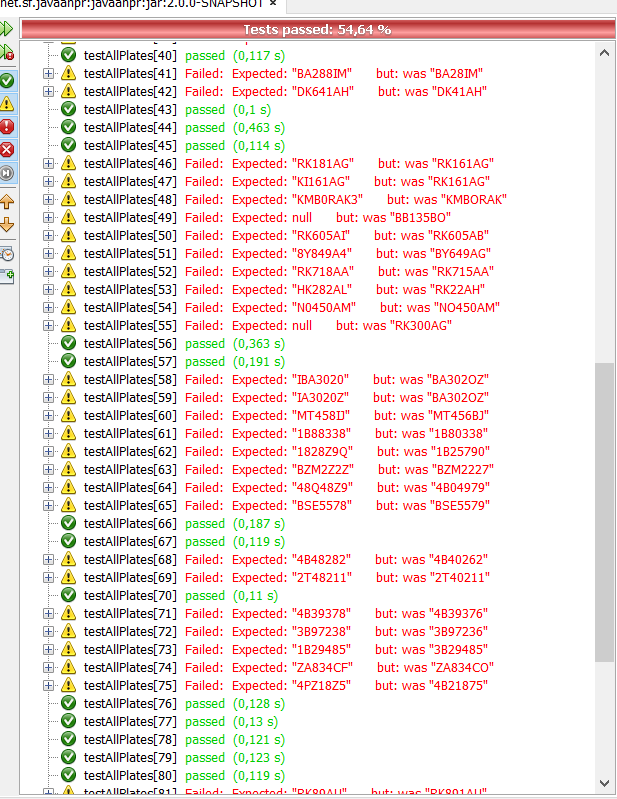 net.sf.javaanpr:javaanpr:jar:2.0.0-SNAPSHOT ×
Tests passed: 54,64 %
testAllPlates[40] passed (0,117 s)
testAllPlates[41] Failed: Expected: "BA288IM" but: was "BA28IM"
testAllPlates[42] Failed: Expected: "DK641AH" but: was "DK41AH"
testAllPlates[43] passed (0,1 s)
testAllPlates[44] passed (0,463 s)
testAllPlates[45] passed (0,114 s)
testAllPlates[46] Failed: Expected: "RK181AG" but: was "RK161AG"
testAllPlates[47] Failed: Expected: "KI161AG" but: was "RK161AG"
testAllPlates[48] Failed: Expected: "KMB0RAK3" but: was "KMBORAK"
testAllPlates[49] Failed: Expected: null but: was "BB135BO"
testAllPlates[50] Failed: Expected: "RK605AI" but: was "RK605AB"
testAllPlates[51] Failed: Expected: "8Y849A4" but: was "BY649AG"
testAllPlates[52] Failed: Expected: "RK718AA" but: was "RK715AA"
testAllPlates[53] Failed: Expected: "HK282AL" but: was "RK22AH"
testAllPlates[54] Failed: Expected: "N0450AM" but: was "NO450AM"
testAllPlates[55] Failed: Expected: null but: was "RK300AG"
testAllPlates[56] passed (0,363 s)
testAllPlates[57] passed (0,191 s)
testAllPlates[58] Failed: Expected: "IBA3020" but: was "BA302OZ"
testAllPlates[59] Failed: Expected: "IA3020Z" but: was "BA302OZ"
testAllPlates[60] Failed: Expected: "MT458IJ" but: was "MT456BJ"
testAllPlates[61] Failed: Expected: "1B88338" but: was "1B80338"
testAllPlates[62] Failed: Expected: "1828Z9Q" but: was "1B25790"
testAllPlates[63] Failed: Expected: "BZM2Z2Z" but: was "BZM2227"
testAllPlates[64] Failed: Expected: "48Q48Z9" but: was "4B04979"
testAllPlates[65] Failed: Expected: "BSE5578" but: was "BSE5579"
testAllPlates[66] passed (0,187 s)
testAllPlates[67] passed (0,119 s)
testAllPlates[68] Failed: Expected: "4B48282" but: was "4B40262"
testAllPlates[69] Failed: Expected: "2T48211" but: was "2T40211"
testAllPlates[70] passed (0,11 s)
testAllPlates[71] Failed: Expected: "4B39378" but: was "4B39376"
testAllPlates[72] Failed: Expected: "3B97238" but: was "3B97236"
testAllPlates[73] Failed: Expected: "1B29485" but: was "3B29485"
testAllPlates[74] Failed: Expected: "ZA834CF" but: was "ZA834CO"
testAllPlates[75] Failed: Expected: "4PZ18Z5" but: was "4B21875"
testAllPlates[76] passed (0,128 s)
testAllPlates[77] passed (0,13 s)
testAllPlates[78] passed (0,121 s)
testAllPlates[79] passed (0,123 s)
testAllPlates[80] passed (0,119 s)
testAllPlates[81] Failed: Expected: but: was